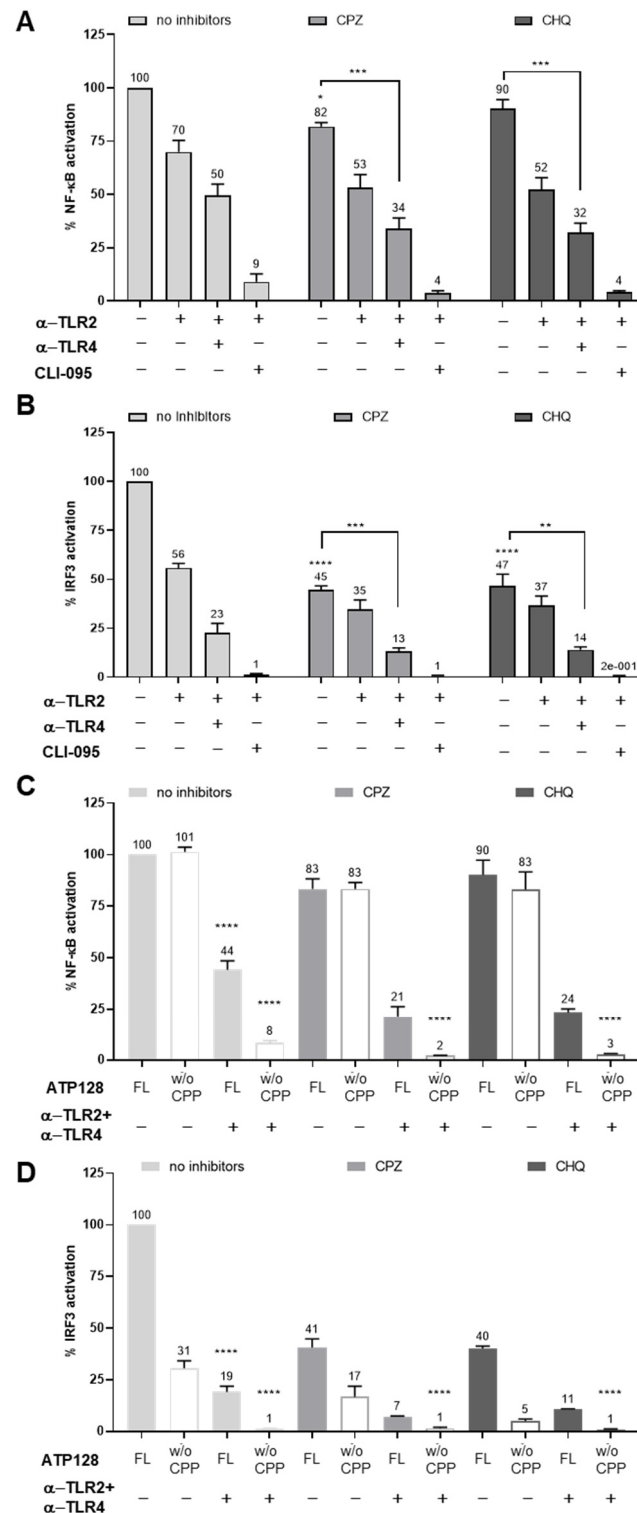 A
no inhibitors CPZ CHQ
% NF-κB activation
125
100
75
50
25
0
100 70 50 9 * 82 53 34 4 *** 90 52 32 4 ***
α−TLR2 − + + + − + + + − + + +
α−TLR4 − − + − − − + − − − + −
CLI-095 − − − + − − − + − − − +
B
no inhibitors CPZ CHQ
% IRF3 activation
125
100
75
50
25
0
100 56 23 1 **** 45 35 13 1 *** **** 47 37 14 2e-001 **
α−TLR2 − + + + − + + + − + + +
α−TLR4 − − + − − − + − − − + −
CLI-095 − − − + − − − + − − − +
C
no inhibitors CPZ CHQ
% NF-κB activation
125
100
75
50
25
0
100 101 **** 44 **** 8 83 83 21 **** 2 90 83 24 **** 3
ATP128 FL w/o CPP FL w/o CPP FL w/o CPP FL w/o CPP FL w/o CPP FL w/o CPP
α−TLR2+
α−TLR4 − − + + − − + + − − + +
D
no inhibitors CPZ CHQ
% IRF3 activation
125
100
75
50
25
0
100 31 **** 19 **** 1 41 17 7 **** 1 40 5 11 **** 1
ATP128 FL w/o CPP FL w/o CPP FL w/o CPP FL w/o CPP FL w/o CPP FL w/o CPP
α−TLR2+
α−TLR4 − − + + − − + + − − + +